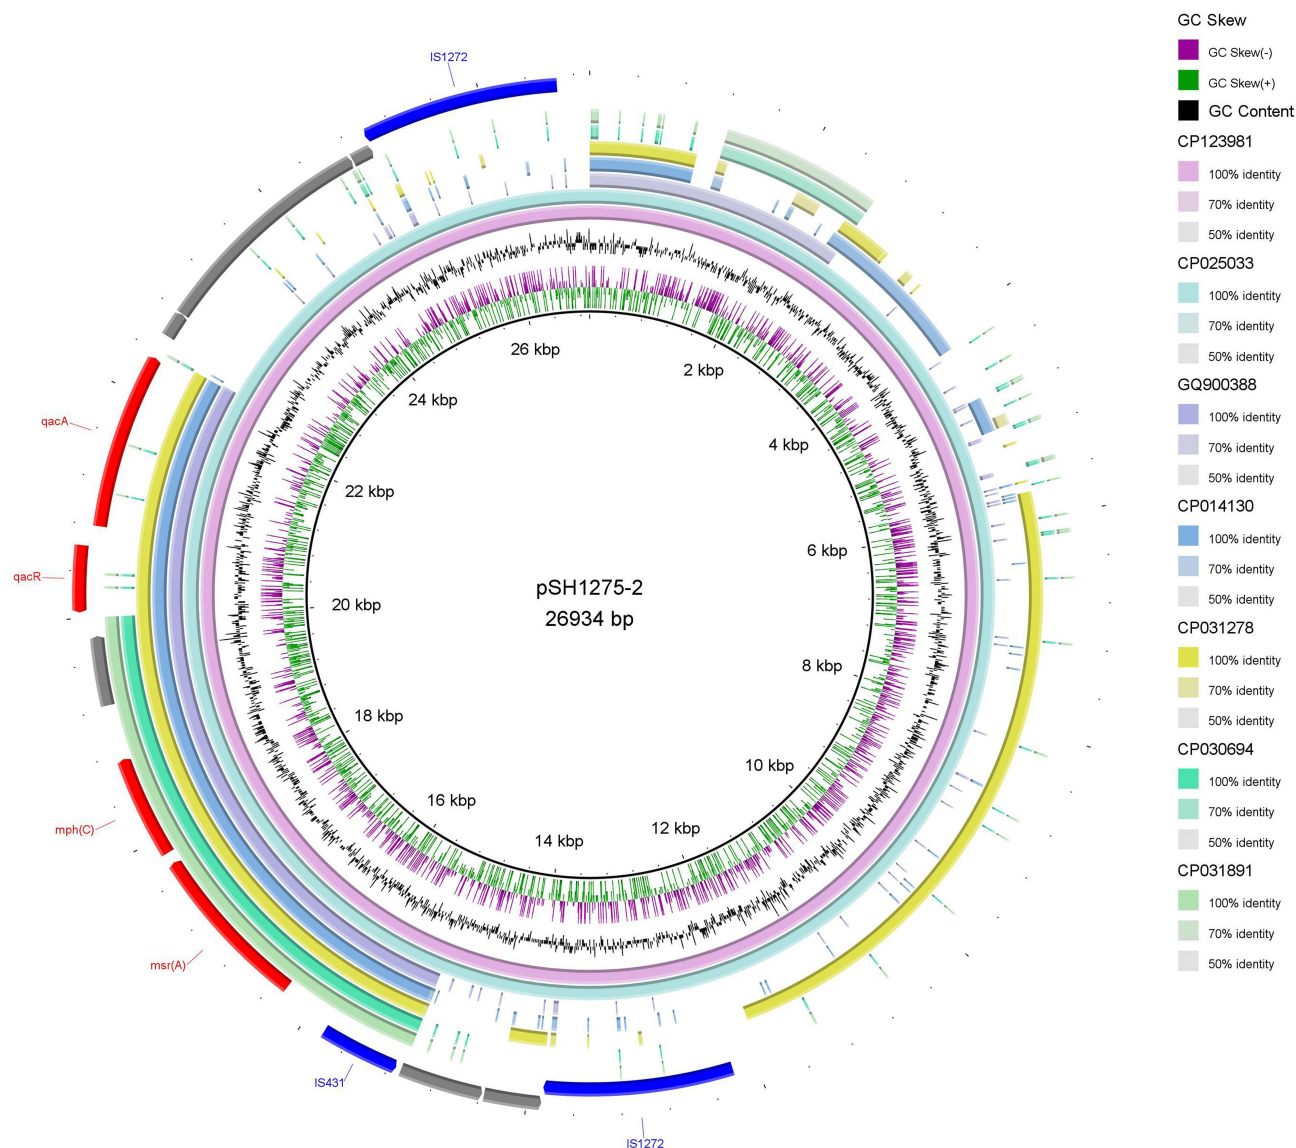 IS1272
qacA
qacR
mph(C)
msr(A)
IS431
IS1272
26 kbp
2 kbp
24 kbp
4 kbp
22 kbp
6 kbp
20 kbp
8 kbp
18 kbp
10 kbp
16 kbp
12 kbp
14 kbp
pSH1275-2
26934 bp
GC Skew
GC Skew(-)
GC Skew(+)
GC Content
CP123981
100% identity
70% identity
50% identity
CP025033
100% identity
70% identity
50% identity
GQ900388
100% identity
70% identity
50% identity
CP014130
100% identity
70% identity
50% identity
CP031278
100% identity
70% identity
50% identity
CP030694
100% identity
70% identity
50% identity
CP031891
100% identity
70% identity
50% identity